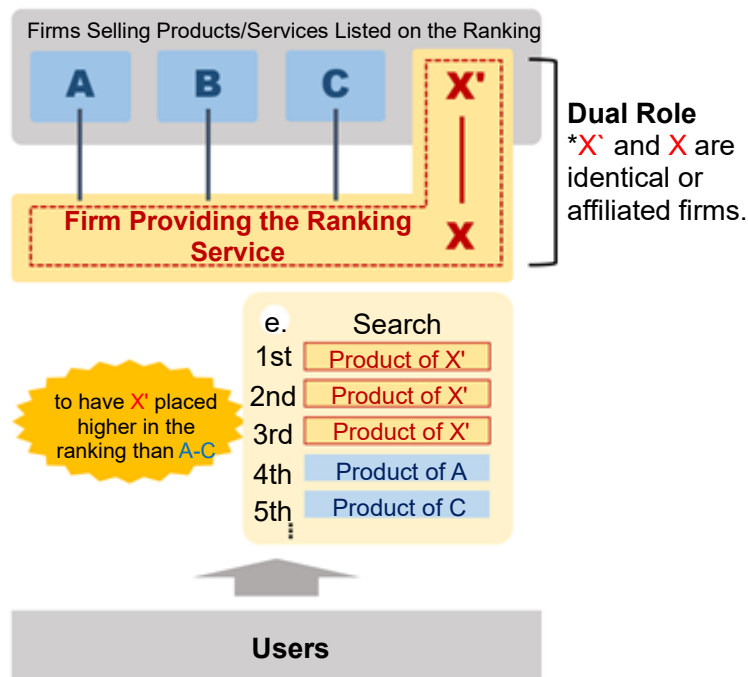 Firms Selling Products/Services Listed on the Ranking
A
B
C
X'
Dual Role
*X` and X are
identical or
affiliated firms.
Firm Providing the Ranking
Service
X
e.
Search
1st Product of X'
2nd Product of X'
3rd Product of X'
4th Product of A
5th Product of C
to have X' placed
higher in the
ranking than A-C
Users